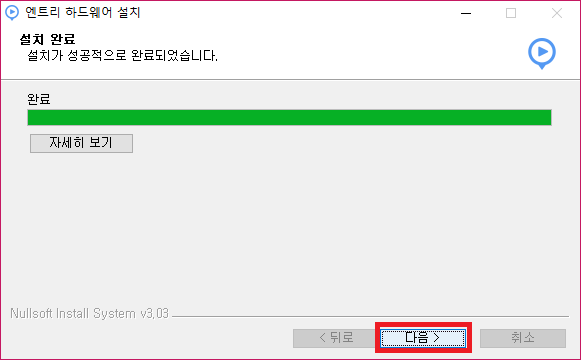 엔트리 하드웨어 설치
설치 완료
설치가 성공적으로 완료되었습니다.
완료
자세히 보기
Nullsoft Install System v3.03
< 뒤로
다음 >
취소